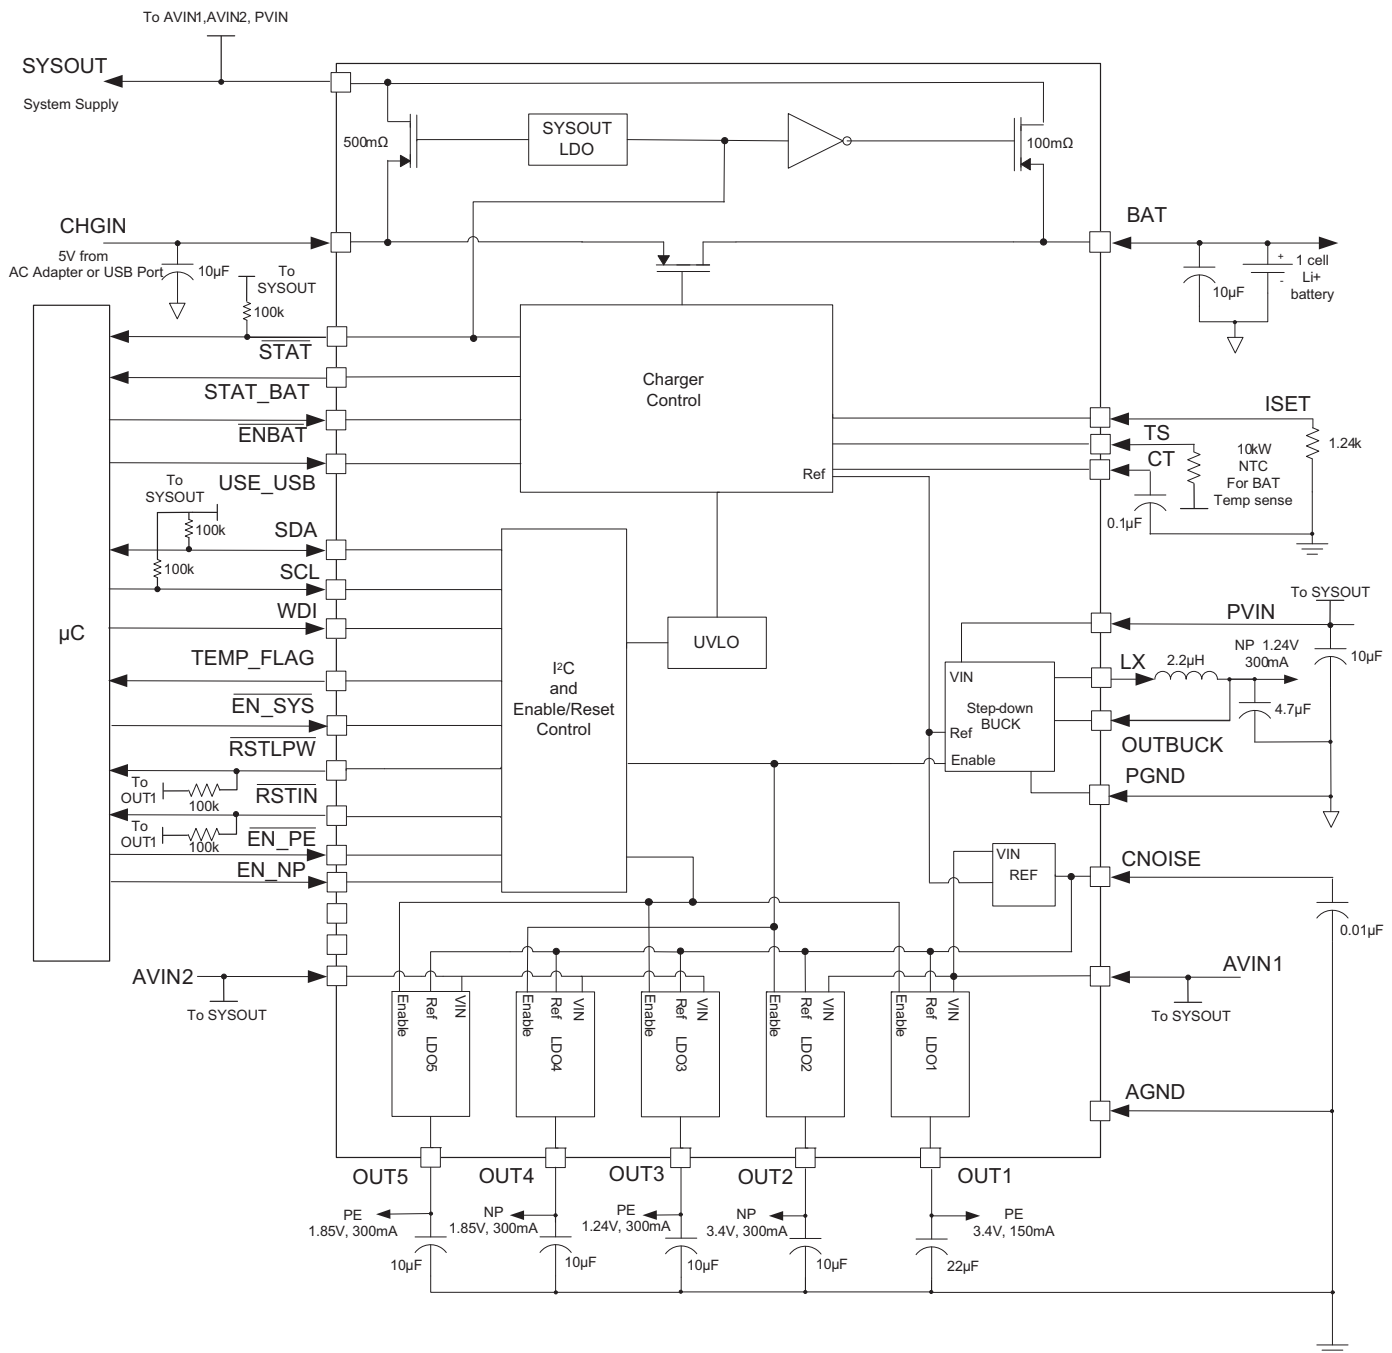 To AVIN1,AVIN2, PVIN
SYSOUT
System Supply
500mΩ
SYSOUT
LDO
100mΩ
CHGIN
5V from
AC Adapter or USB Port
10µF
To
SYSOUT
100k
BAT
10µF
+
-
1 cell
Li+
battery
STAT
STAT_BAT
ENBAT
USE_USB
Charger
Control
Ref
ISET
TS
CT
1.24k
10kW
NTC
For BAT
Temp sense
0.1µF
To
SYSOUT
100k
100k
SDA
SCL
WDI
TEMP_FLAG
EN_SYS
RSTLPW
To
OUT1
100k
RSTIN
To
OUT1
100k
EN_PE
EN_NP
µC
I²C
and
Enable/Reset
Control
UVLO
To SYSOUT
PVIN
10µF
LX
2.2µH
NP 1.24V
300mA
4.7µF
VIN
Step-down
BUCK
Ref
Enable
OUTBUCK
PGND
VIN
REF
CNOISE
0.01µF
AVIN2
To SYSOUT
AVIN1
To SYSOUT
Enable
Ref LDO5
VIN
Enable
Ref LDO4
VIN
Enable
Ref LDO3
VIN
Enable
Ref LDO2
VIN
Enable
Ref LDO1
VIN
AGND
OUT5
OUT4
OUT3
OUT2
OUT1
PE
1.85V, 300mA
10µF
NP
1.85V, 300mA
10µF
PE
1.24V, 300mA
10µF
NP
3.4V, 300mA
10µF
PE
3.4V, 150mA
22µF